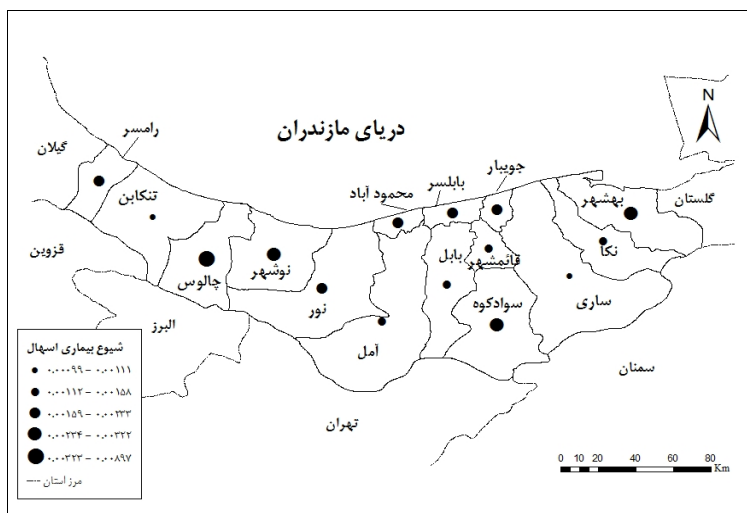 دریای مازندران
N
رامسر
گیلان
تنکابن
محمود آباد
بابلسر
جویبار
گلستان
بهشهر
نکا
قزوین
چالوس
نوشهر
نور
بابل
قائمشهر
ساری
سوادکوه
آمل
البرز
سمنان
تهران
شیوع بیماری اسهال
۰.۰۰۰۹۹ - ۰.۰۰۱۱۱
۰.۰۰۱۱۲ - ۰.۰۰۱۵۸
۰.۰۰۱۵۹ - ۰.۰۰۲۳۳
۰.۰۰۲۳۴ - ۰.۰۰۳۲۲
۰.۰۰۳۲۳ - ۰.۰۰۸۹۷
مرز استان
0 5 10 20 40 60 80
Km